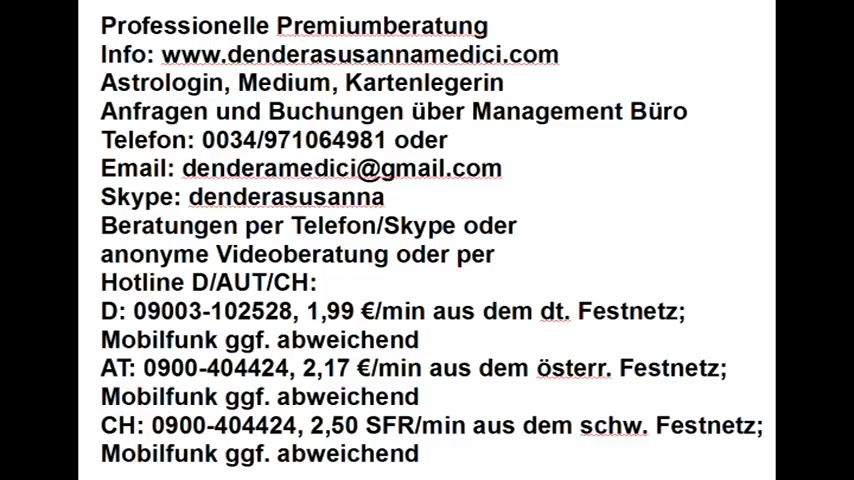 Professionelle Premiumberatung
Info: www.denderasusannamedici.com
Astrologin, Medium, Kartenlegerin
Anfragen und Buchungen über Management Büro
Telefon: 0034/971064981 oder
Email: denderamedici@gmail.com
Skype: denderasusanna
Beratungen per Telefon/Skype oder
anonyme Videoberatung oder per
Hotline D/AUT/CH:
D: 09003-102528, 1,99 €/min aus dem dt. Festnetz;
Mobilfunk ggf. abweichend
AT: 0900-404424, 2,17 €/min aus dem österr. Festnetz;
Mobilfunk ggf. abweichend
CH: 0900-404424, 2,50 SFR/min aus dem schw. Festnetz;
Mobilfunk ggf. abweichend